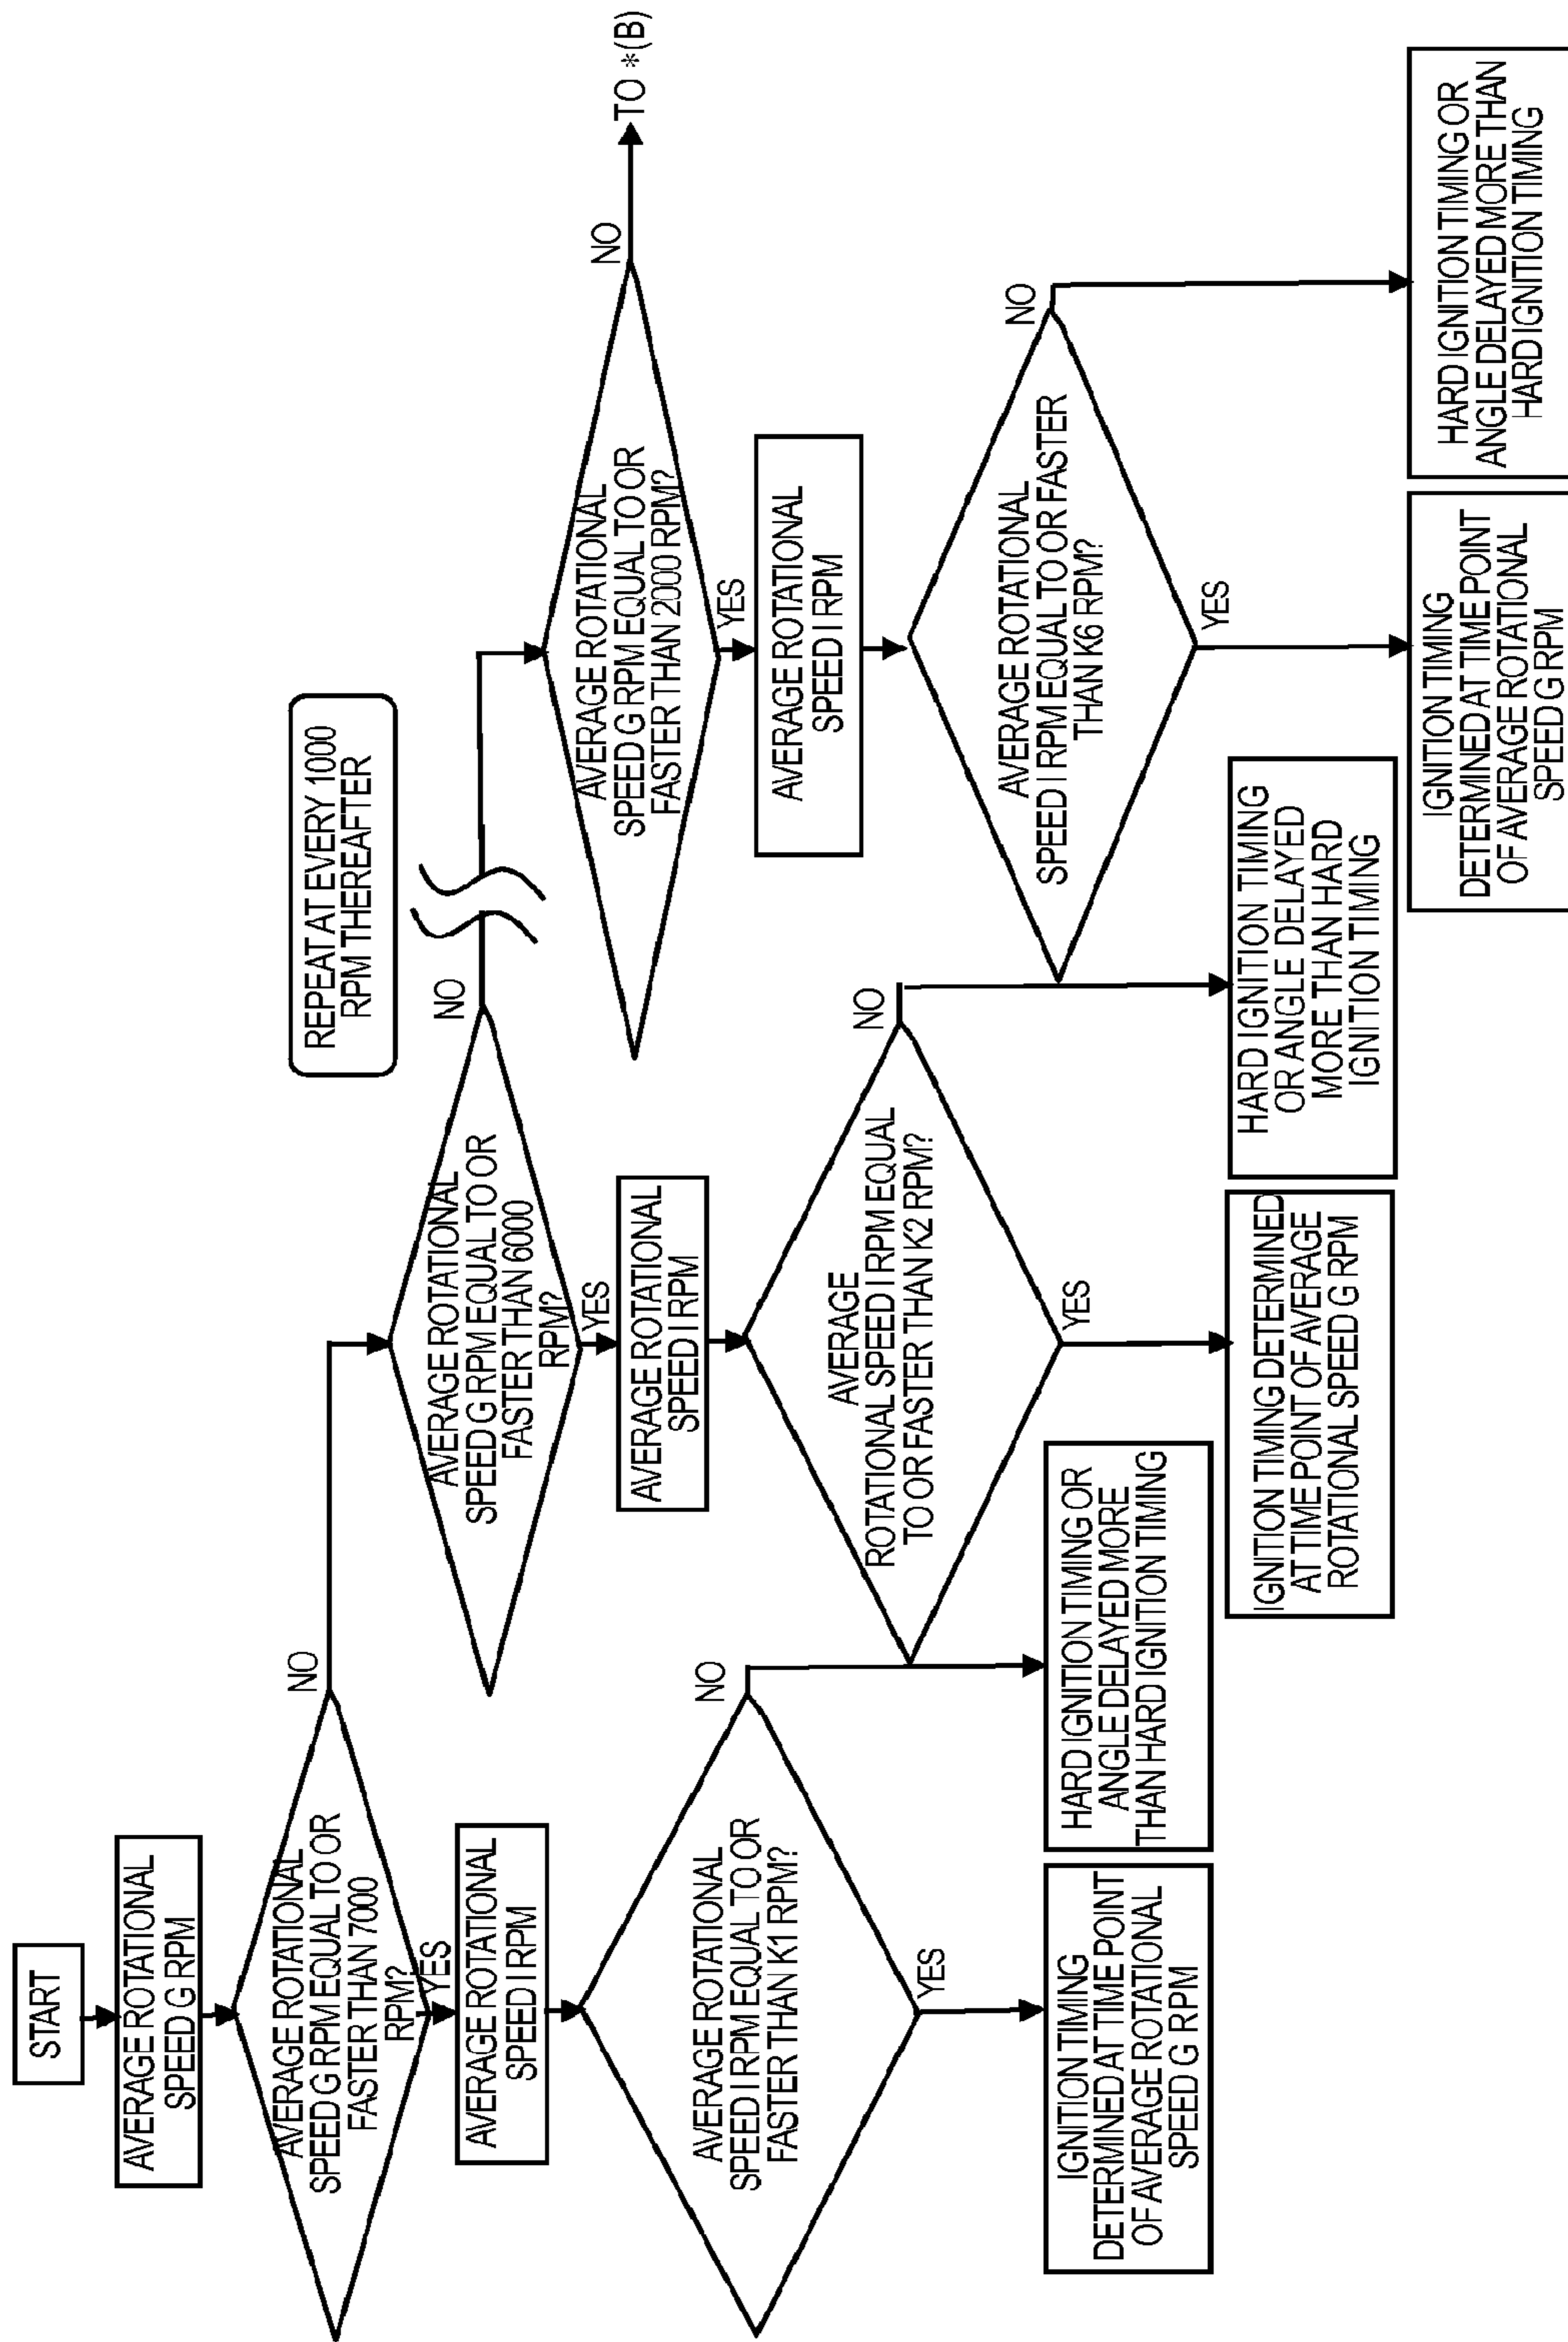 START
AVERAGE ROTATIONAL
SPEED G RPM
AVERAGE ROTATIONAL
SPEED G RPM EQUAL TO OR
FASTER THAN 7000
RPM?
NO
YES
AVERAGE ROTATIONAL
SPEED I RPM
AVERAGE ROTATIONAL
SPEED I RPM EQUAL TO OR
FASTER THAN K1 RPM?
NO
YES
IGNITION TIMING
DETERMINED AT TIME POINT
OF AVERAGE ROTATIONAL
SPEED G RPM
HARD IGNITION TIMING OR
ANGLE DELAYED MORE
THAN HARD IGNITION TIMING
AVERAGE ROTATIONAL
SPEED G RPM EQUAL TO OR
FASTER THAN 6000
RPM?
NO
YES
AVERAGE ROTATIONAL
SPEED I RPM
AVERAGE
ROTATIONAL SPEED I RPM EQUAL
TO OR FASTER THAN K2 RPM?
NO
YES
IGNITION TIMING DETERMINED
AT TIME POINT OF AVERAGE
ROTATIONAL SPEED G RPM
HARD IGNITION TIMING
OR ANGLE DELAYED
MORE THAN HARD
IGNITION TIMING
REPEAT AT EVERY 1000
RPM THEREAFTER
AVERAGE ROTATIONAL
SPEED G RPM EQUAL TO OR
FASTER THAN 2000 RPM?
NO
TO *(B)
YES
AVERAGE ROTATIONAL
SPEED I RPM
AVERAGE ROTATIONAL
SPEED I RPM EQUAL TO OR FASTER
THAN K6 RPM?
NO
YES
IGNITION TIMING
DETERMINED AT TIME POINT
OF AVERAGE ROTATIONAL
SPEED G RPM
HARD IGNITION TIMING OR
ANGLE DELAYED MORE THAN
HARD IGNITION TIMING